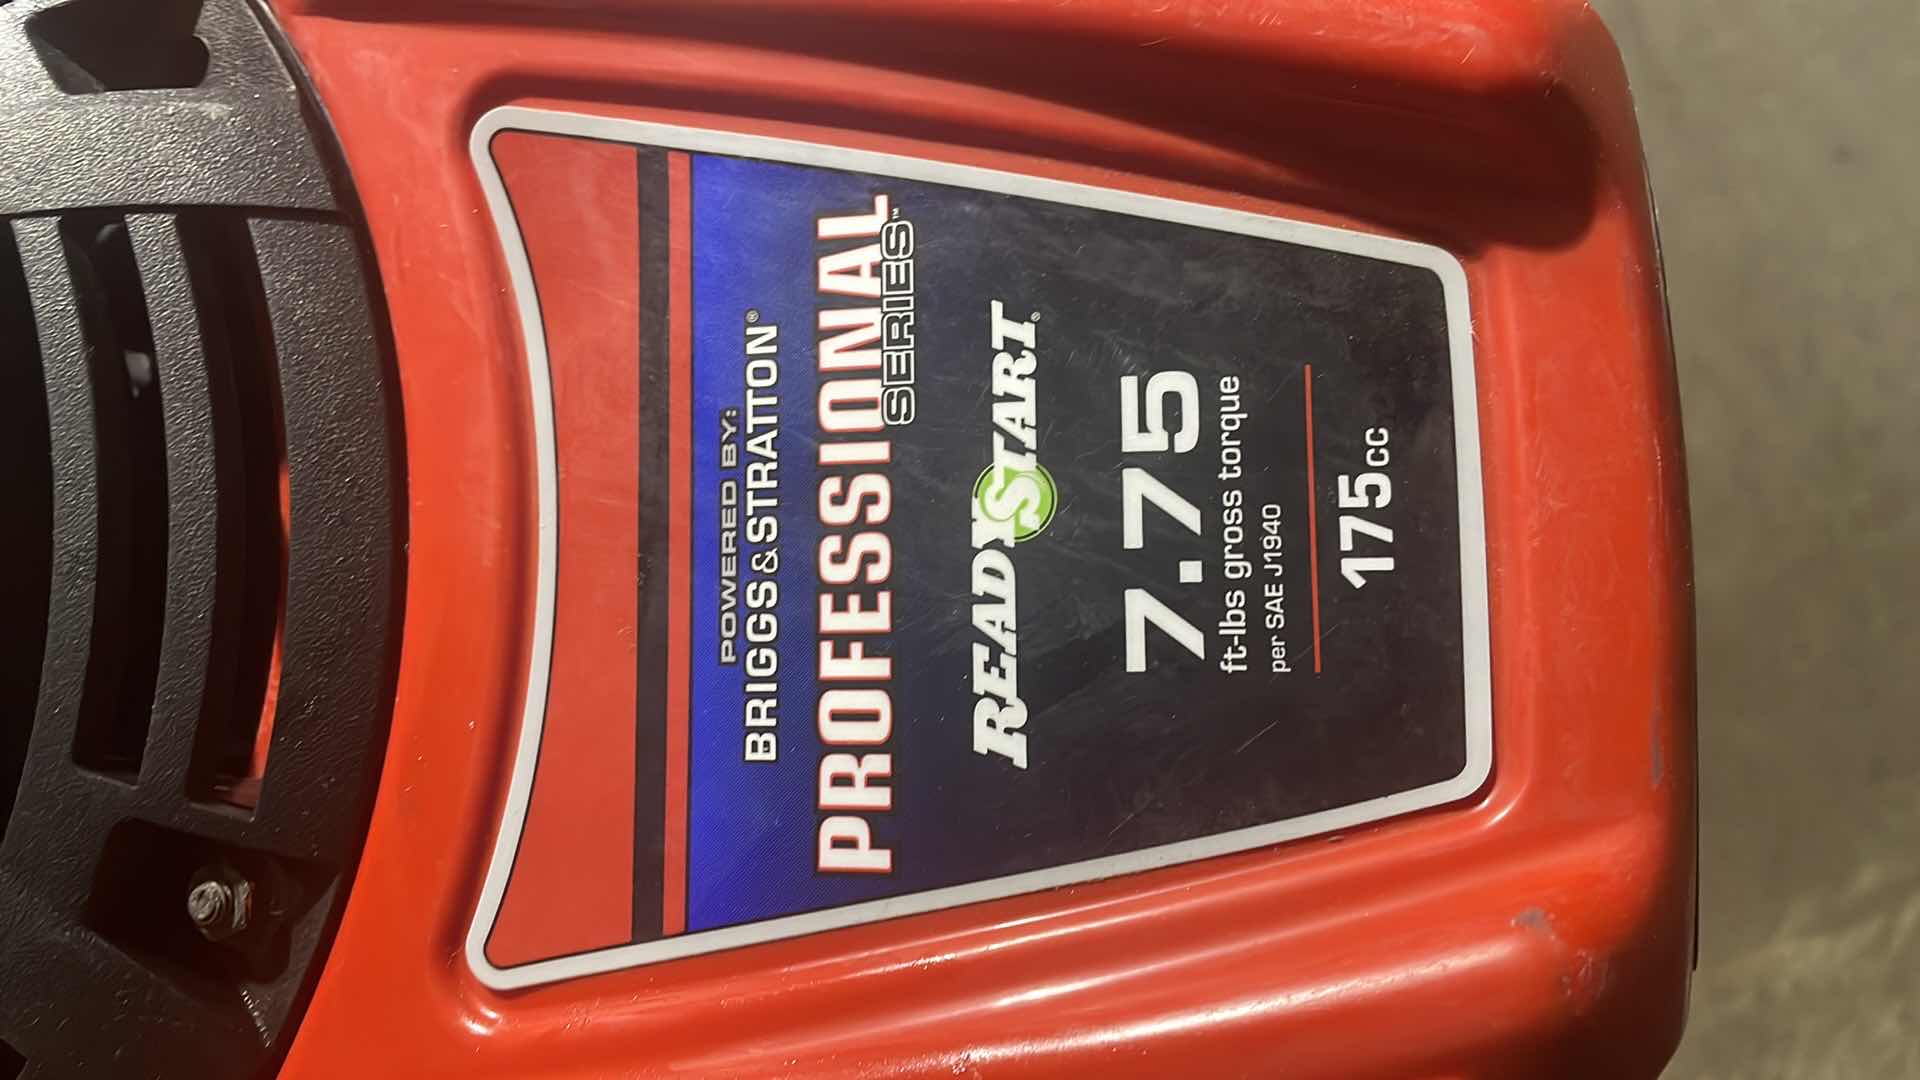 POWERED BY:
BRIGGS & STRATTON®
PROFESSIONAL
SERIES™
READYSTART®
7.75
ft-lbs gross torque
per SAE J1940
175cc